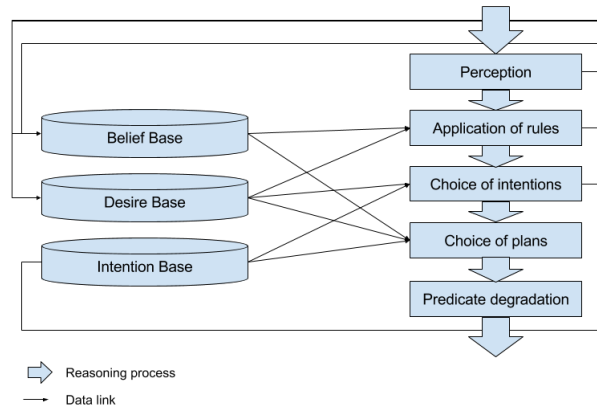 Perception
Belief Base
Application of rules
Desire Base
Choice of intentions
Intention Base
Choice of plans
Predicate degradation
Reasoning process
Data link